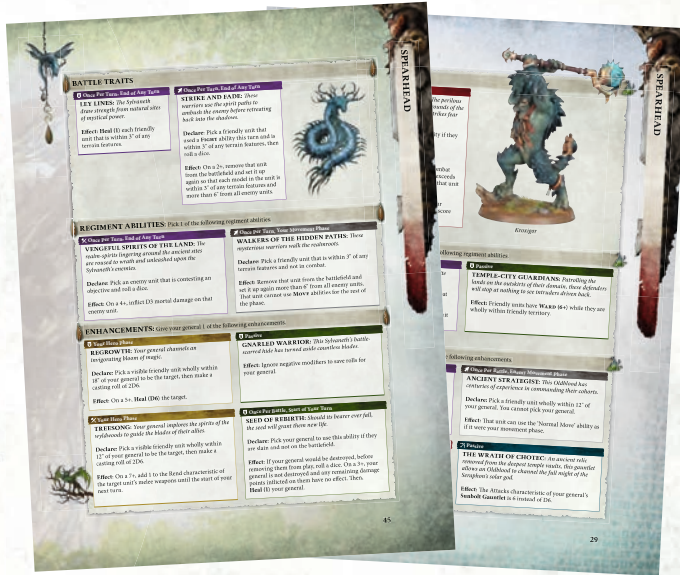 SPEARHEAD
BATTLE TRAITS
Once Per Turn, End of Any Turn
LEY LINES: The Sylvaneth
draw strength from natural sites
of mystical power.
Effect: Heal (1) each friendly
unit that is within 3" of any
terrain features.
Once Per Turn, End of Any Turn
STRIKE AND FADE: These
warriors use the spirit paths to
ambush the enemy before retreating
back into the shadows.
Declare: Pick a friendly unit that
used a FIGHT ability this turn and is
within 3" of any terrain features, then
roll a dice.
Effect: On a 2+, remove that unit
from the battlefield and set it up
again so that each model in the unit is
within 3" of any terrain features and
more than 6" from all enemy units.
REGIMENT ABILITIES: Pick 1 of the following regiment abilities
Once Per Turn, End of Any Turn
VENGEFUL SPIRITS OF THE LAND: The
realm-spirits lingering around the ancient sites
are roused to wrath and unleashed upon the
Sylvaneth's enemies.
Declare: Pick an enemy unit that is contesting an
objective and roll a dice.
Effect: On a 4+, inflict D3 mortal damage on that
enemy unit.
Once Per Turn, Your Movement Phase
WALKERS OF THE HIDDEN PATHS: These
mysterious warriors walk the realmroots.
Declare: Pick a friendly unit that is within 3" of any
terrain features and not in combat.
Effect: Remove that unit from the battlefield and
set it up again more than 6" from all enemy units.
That unit cannot use MOVE abilities for the rest of
the phase.
ENHANCEMENTS: Give your general 1 of the following enhancements.
Your Hero Phase
REGROWTH: Your general channels an
invigorating bloom of magic.
Declare: Pick a visible friendly unit wholly within
18" of your general to be the target, then make a
casting roll of 2D6.
Effect: On a 5+, Heal (D6) the target.
Passive
GNARLED WARRIOR: This Sylvaneth's battle-
scarred hide has turned aside countless blades.
Effect: Ignore negative modifiers to save rolls for
your general.
Your Hero Phase
TREESONG: Your general implores the spirits of the
wyldwoods to guide the blades of their allies.
Declare: Pick a visible friendly unit wholly within
12" of your general to be the target, then make a
casting roll of 2D6.
Effect: On a 7+, add 1 to the Rend characteristic of
the target unit's melee weapons until the start of your
next turn.
Once Per Battle, Start of Your Turn
SEED OF REBIRTH: Should its bearer ever fall,
the seed will grant them new life.
Declare: Pick your general to use this ability if they
are slain and not on the battlefield.
Effect: If your general would be destroyed, before
removing them from play, roll a dice. On a 3+, your
general is not destroyed and any remaining damage
points inflicted on them have no effect. Then,
Heal (1) your general.
45
SPEARHEAD
the perilous
ounds of the
trikes fear
ty if they
ombat
exceeds
that unit
score
Kroxigor
ollowing regiment abilities
Passive
TEMPLE-CITY GUARDIANS: Patrolling the
lands on the outskirts of their domain, these defenders
will stop at nothing to see intruders driven back.
Effect: Friendly units have WARD (6+) while they are
wholly within friendly territory.
following enhancements
Once Per Battle, Enemy Movement Phase
ANCIENT STRATEGIST: This Oldblood has
centuries of experience in commanding their cohorts.
Declare: Pick a friendly unit wholly within 12" of
your general. You cannot pick your general.
Effect: That unit can use the 'Normal Move' ability as
if it were your movement phase.
Passive
THE WRATH OF CHOTEC: An ancient relic
removed from the deepest temple vaults, this gauntlet
allows an Oldblood to channel the full might of the
Seraphon's solar god.
Effect: The Attacks characteristic of your general's
Sunbolt Gauntlet is 6 instead of D6.
29